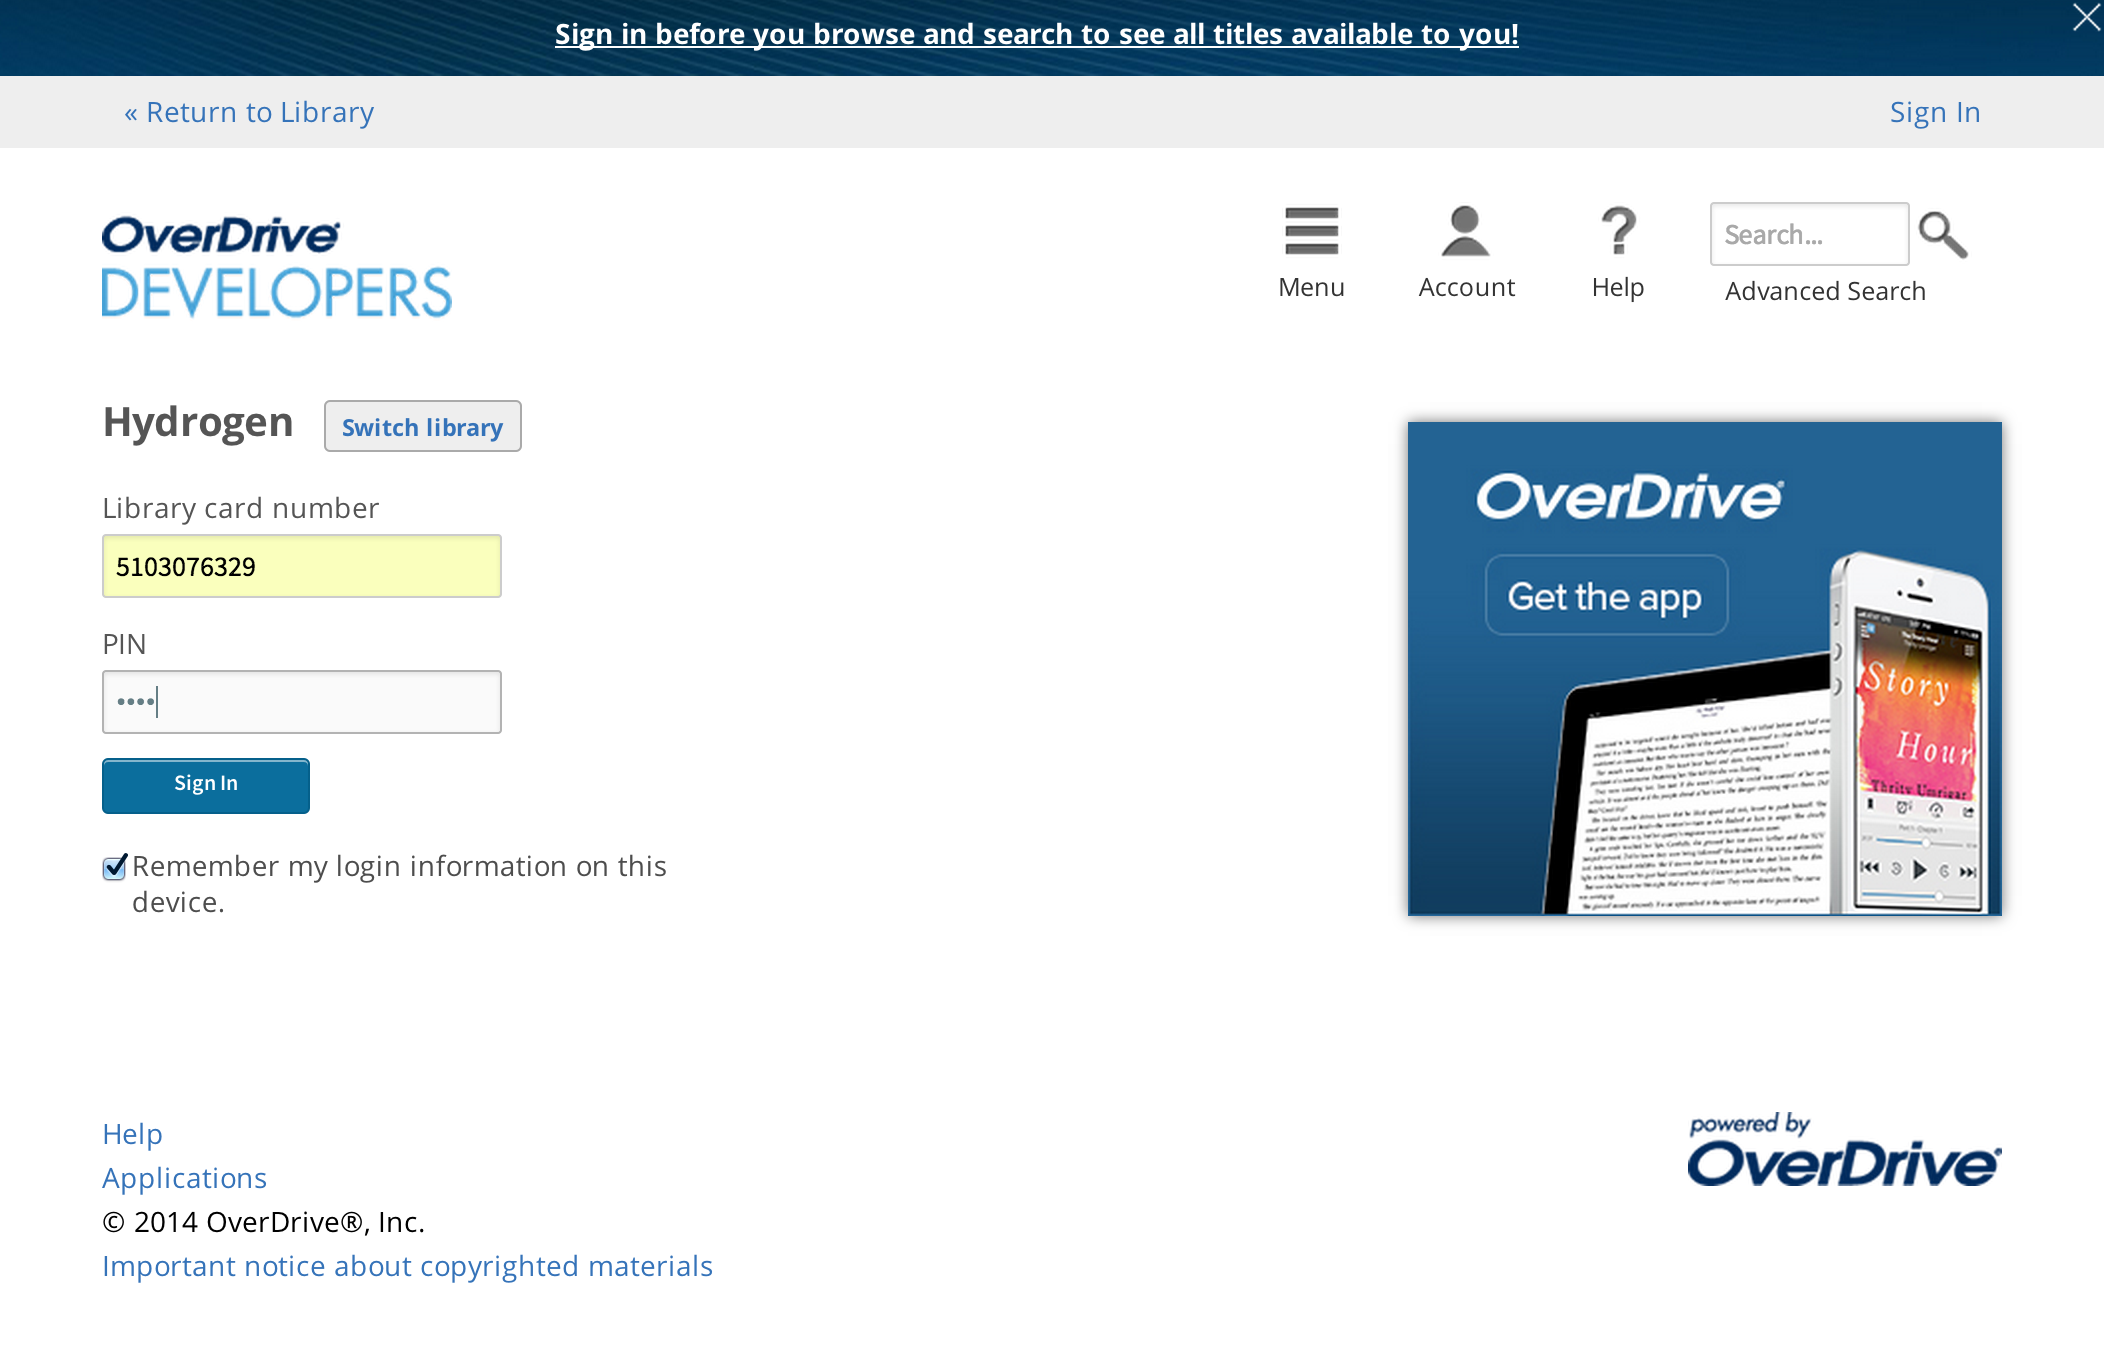 Sign in before you browse and search to see all titles available to you!
« Return to Library
Sign In
OverDrive®
DEVELOPERS
Menu
Account
Help
Search...
Advanced Search
Hydrogen
Switch library
Library card number
5103076329
PIN
••••
Sign In
Remember my login information on this
device.
OverDrive®
Get the app
Story
Hour
Thrity Umrigar
Help
Applications
© 2014 OverDrive®, Inc.
Important notice about copyrighted materials
powered by
OverDrive®